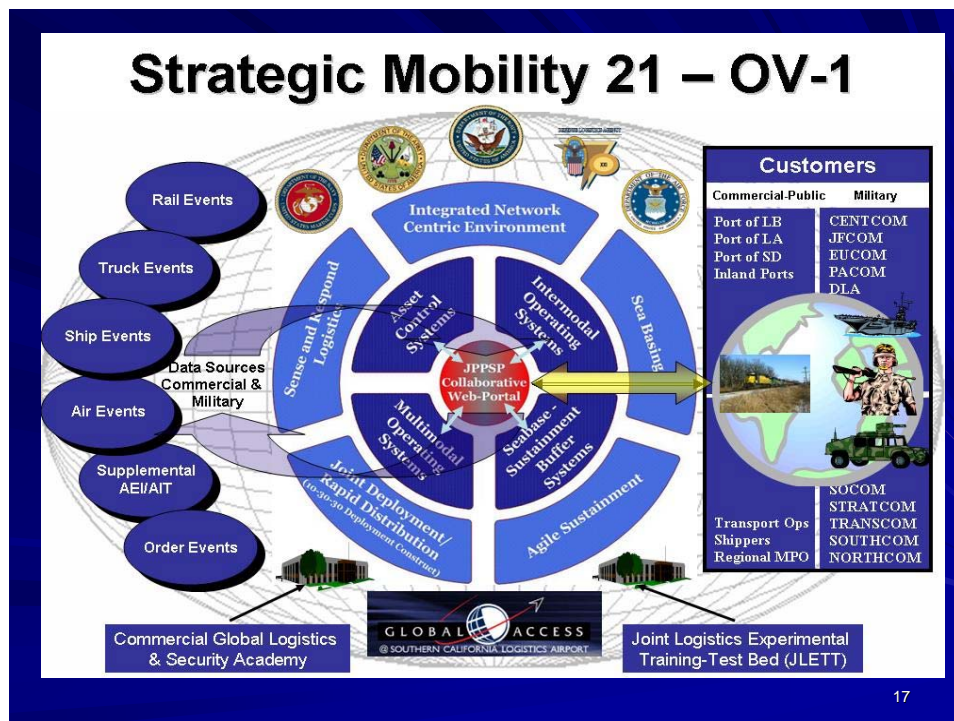 Strategic Mobility 21 – OV-1
Rail Events
Truck Events
Ship Events
Air Events
Supplemental
AEI/AIT
Order Events
Data Sources
Commercial &
Military
Integrated Network
Centric Environment
Sense and Respond
Logistics
Sea Basing
Joint Deployment/
Rapid Distribution
(10-30-30 Deployment Construct)
Agile Sustainment
Asset
Control
Systems
Intermodal
Operating
Systems
Multimodal
Operating
Systems
Seabase -
Sustainment
Buffer
Systems
JPPSP
Collaborative
Web-Portal
Customers
Commercial-Public
Military
Port of LB
Port of LA
Port of SD
Inland Ports
CENTCOM
JFCOM
EUCOM
PACOM
DLA
Transport Ops
Shippers
Regional MPO
SOCOM
STRATCOM
TRANSCOM
SOUTHCOM
NORTHCOM
Commercial Global Logistics
& Security Academy
GLOBAL ACCESS
@ SOUTHERN CALIFORNIA LOGISTICS AIRPORT
Joint Logistics Experimental
Training-Test Bed (JLETT)
17